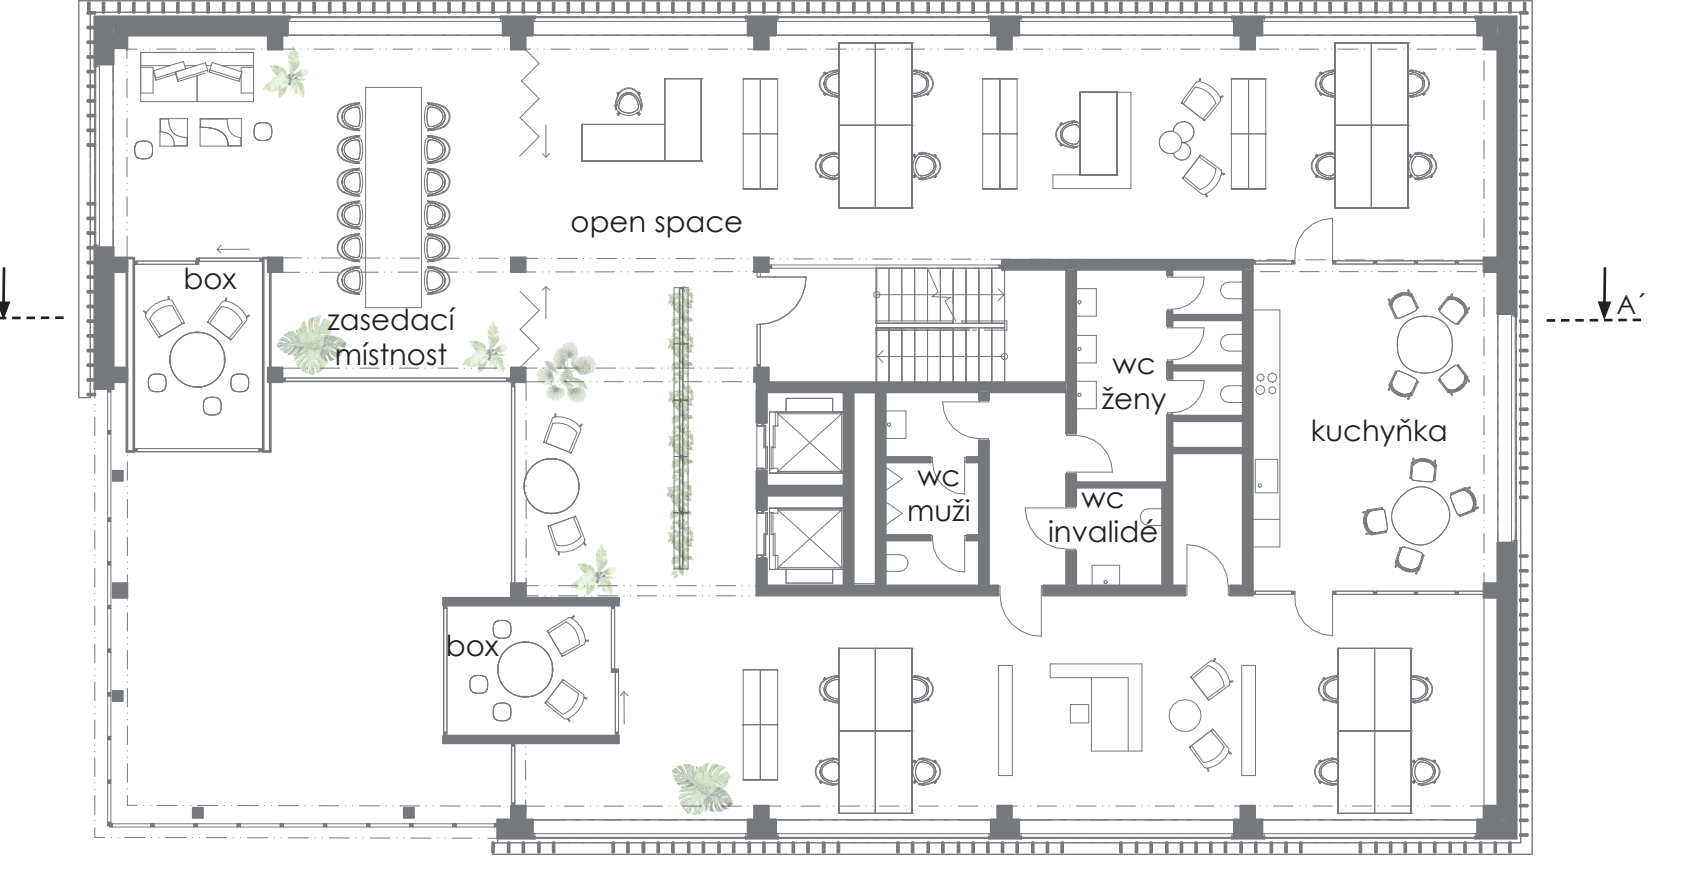 open space
box
zasedací
místnost
A´
wc
ženy
kuchyňka
wc
muži
wc
invalidé
box